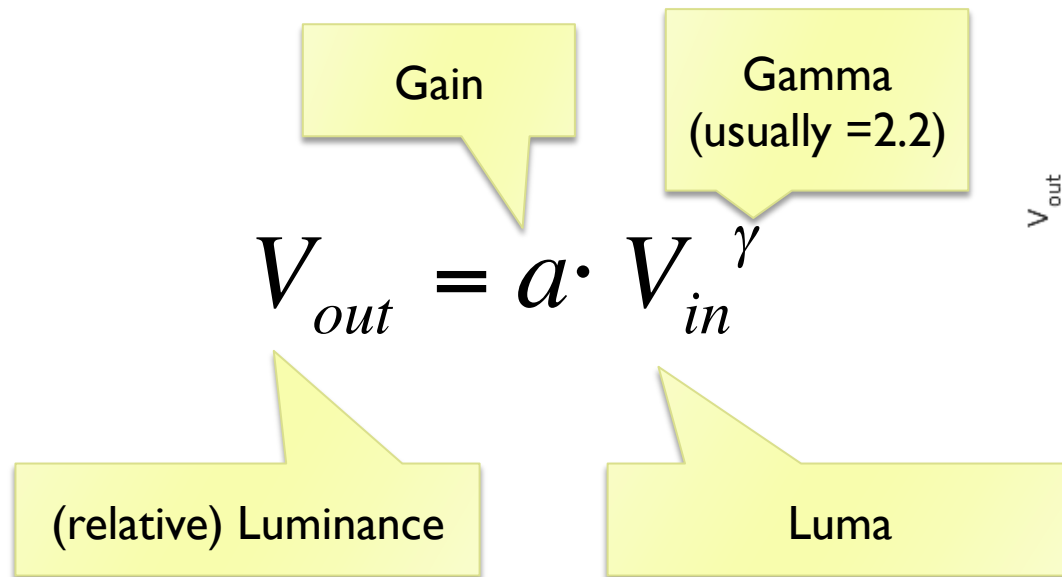 Gain
Gamma
(usually =2.2)
V_out
V_out = a · V_in^γ
(relative) Luminance
Luma